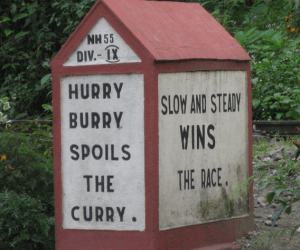 NH 55
DIV.- IX
HURRY
BURRY
SPOILS
THE
CURRY.
SLOW AND STEADY
WINS
THE RACE.